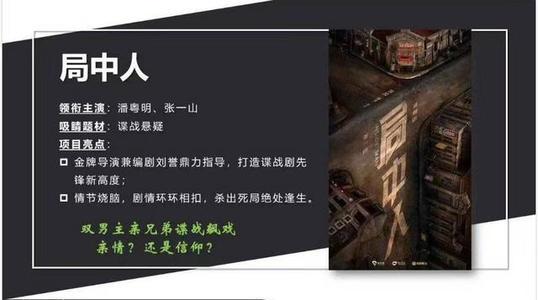 局中人
领衔主演：潘粤明、张一山
吸睛题材：谍战悬疑
项目亮点：
金牌导演兼编剧刘誉鼎力指导，打造谍战剧先
锋新高度；
情节烧脑，剧情环环相扣，杀出死局绝处逢生。
双男主亲兄弟谍战飙戏
亲情？还是信仰？
局中人